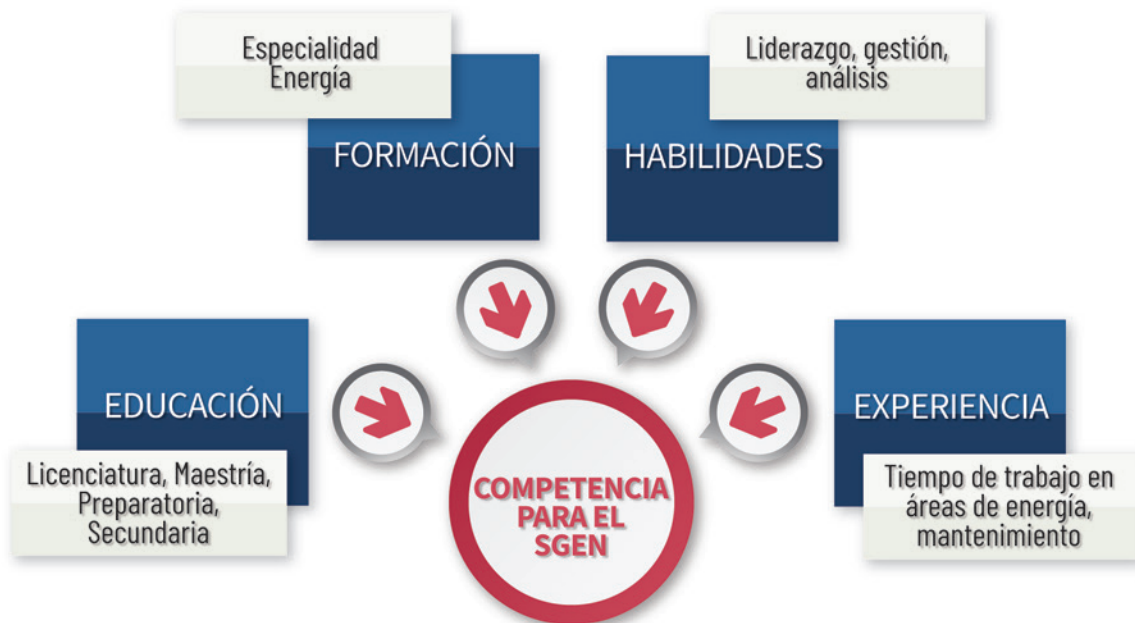 Especialidad
Energía
FORMACIÓN
Liderazgo, gestión,
análisis
HABILIDADES
EDUCACIÓN
Licenciatura, Maestría,
Preparatoria,
Secundaria
EXPERIENCIA
Tiempo de trabajo en
áreas de energía,
mantenimiento
COMPETENCIA
PARA EL
SGEN